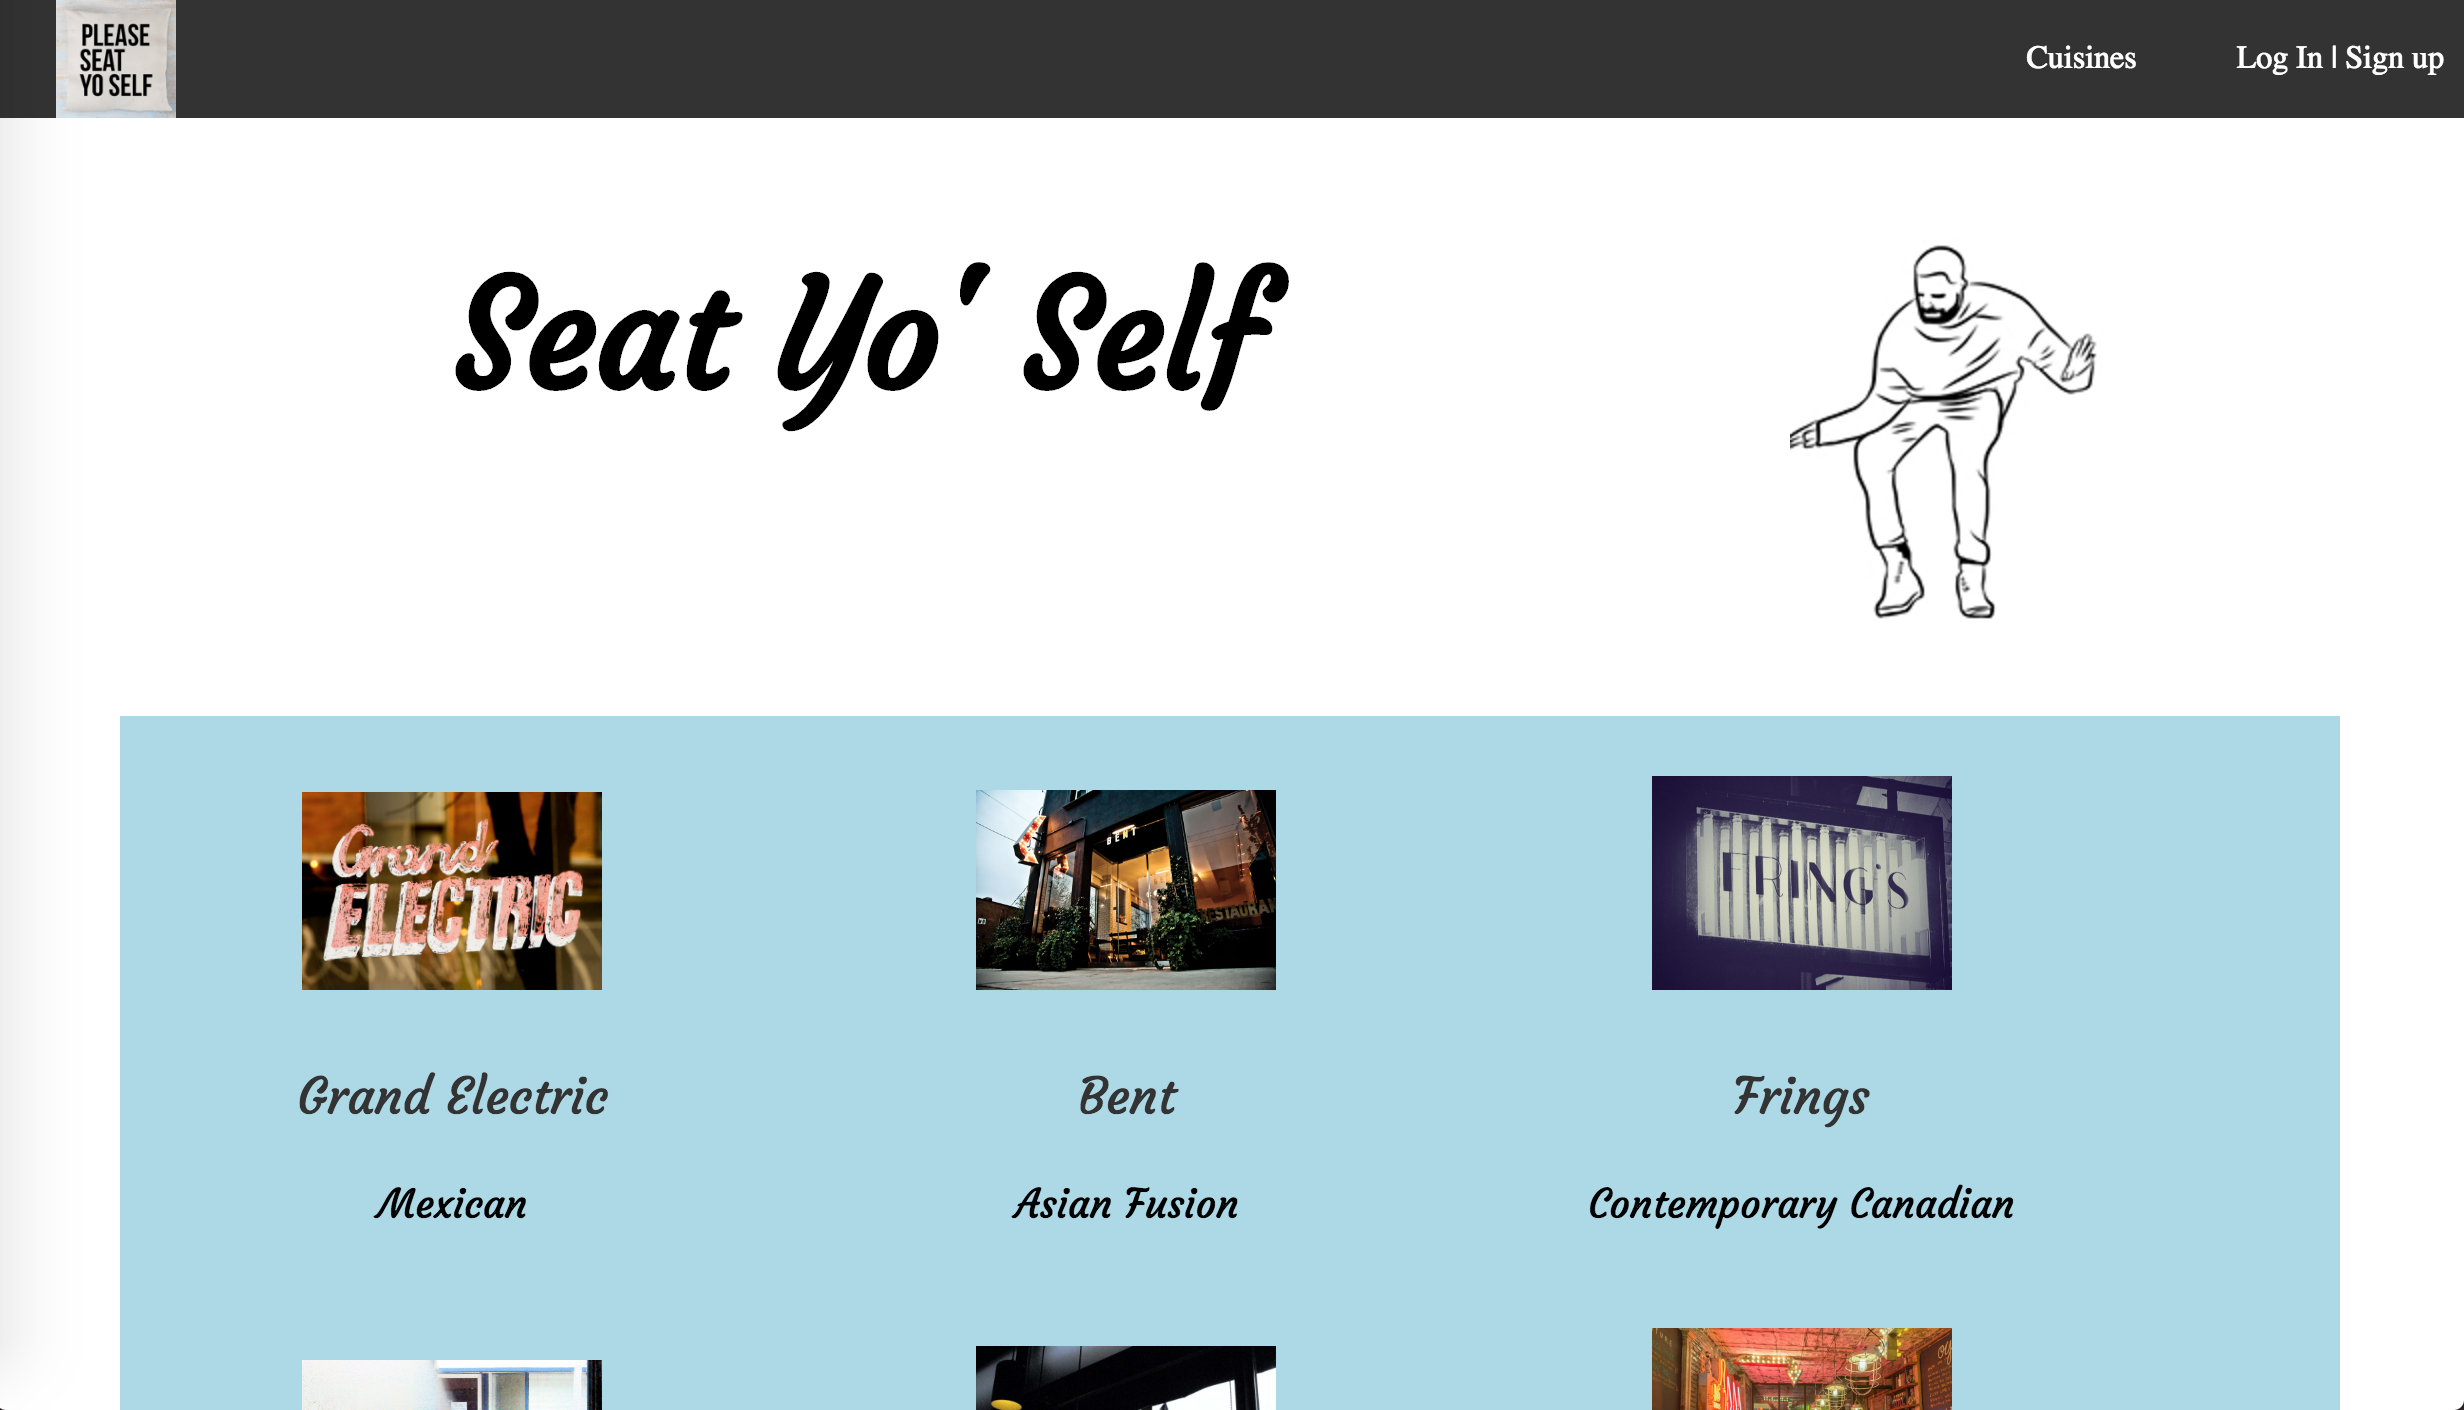 PLEASE
SEAT
YO SELF
Cuisines
Log In | Sign up
Seat Yo' Self
Grand
ELECTRIC
BENT
RESTAURAN
FRING'S
Grand Electric
Bent
Frings
Mexican
Asian Fusion
Contemporary Canadian